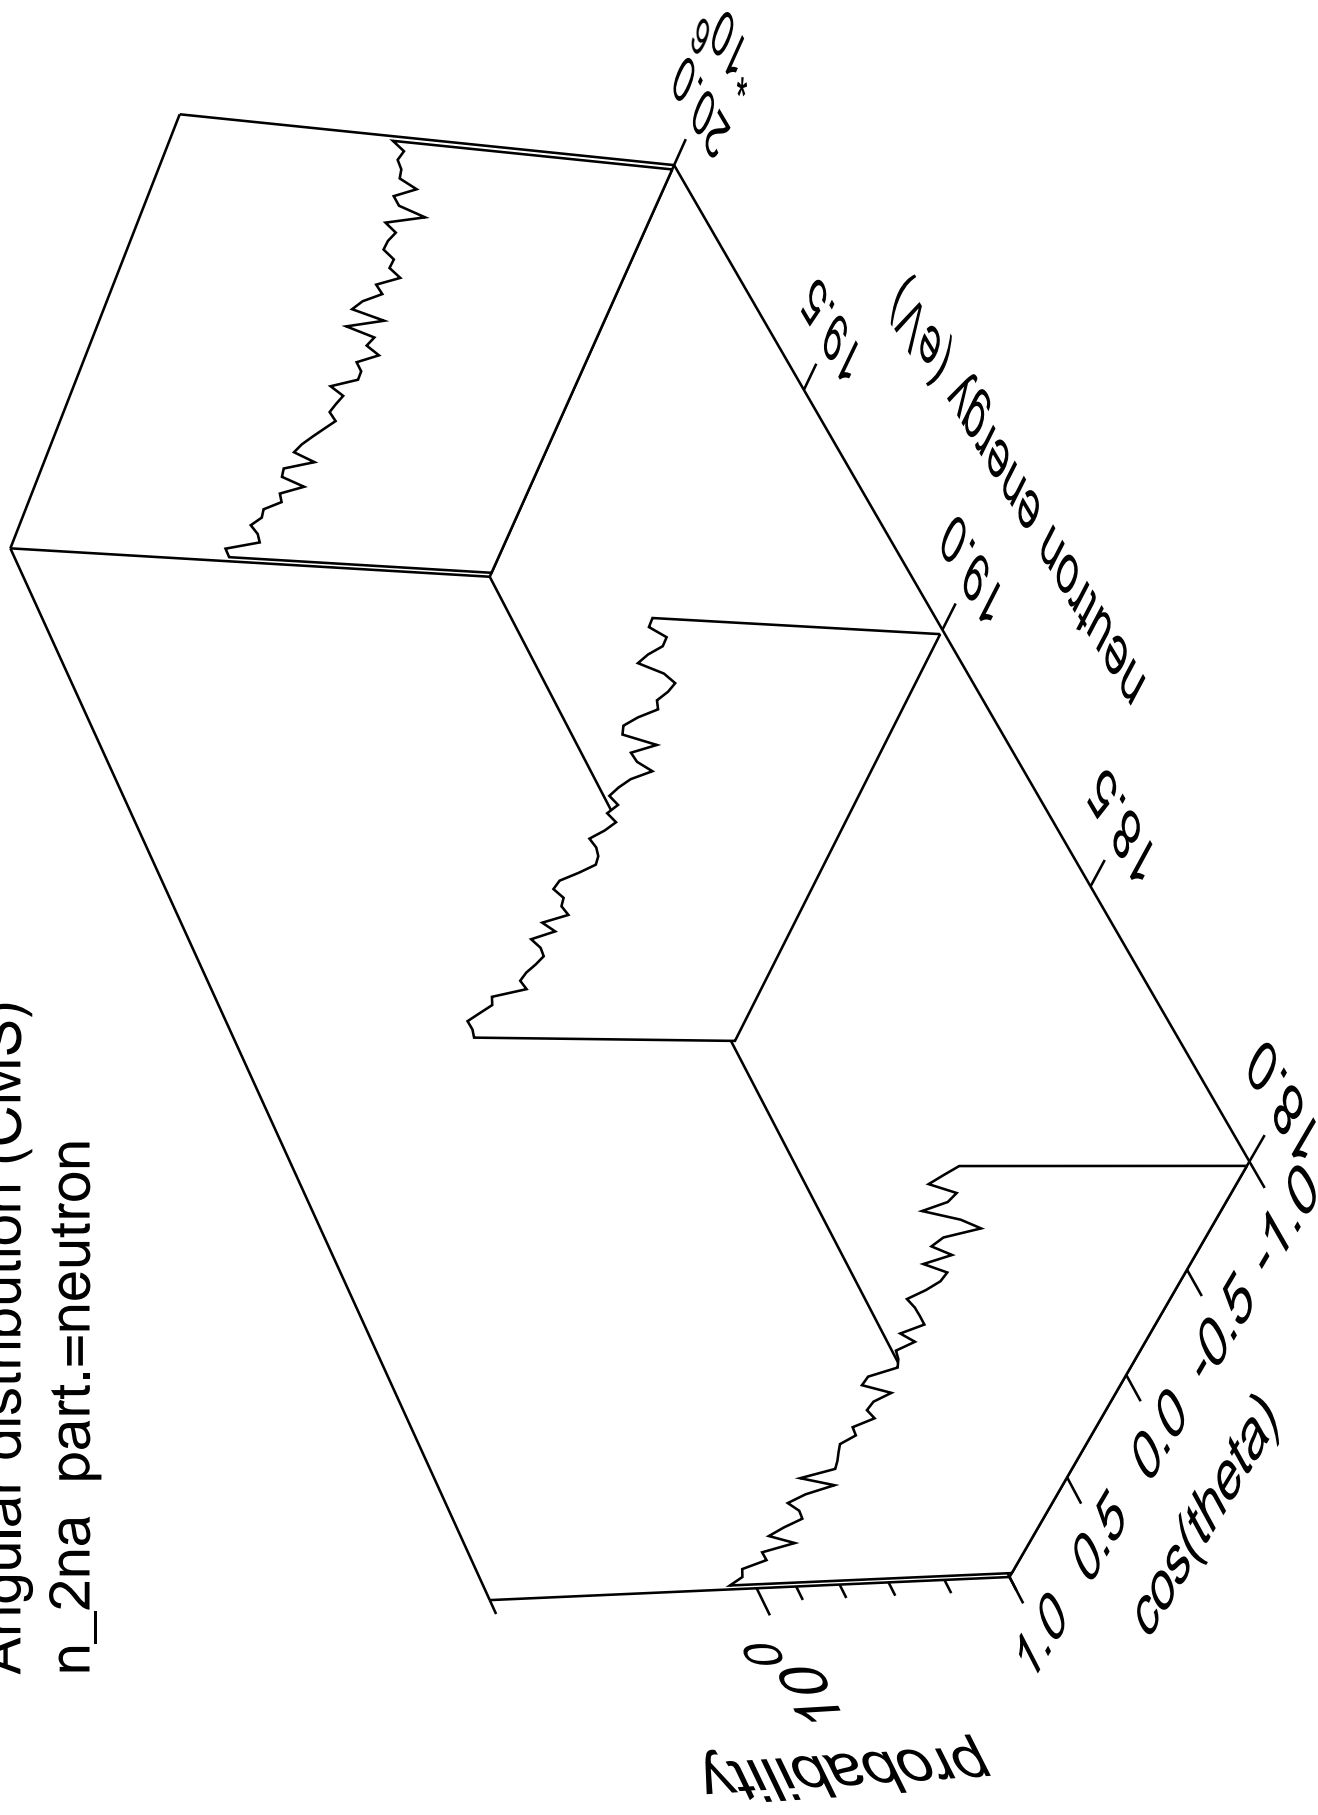 Angular distribution (CMS)
n_2na part.=neutron
probability
10^0
cos(theta)
1.0
0.5
0.0
-0.5
-1.0
neutron energy (eV)
18.0
18.5
19.0
19.5
20.0
*10^6